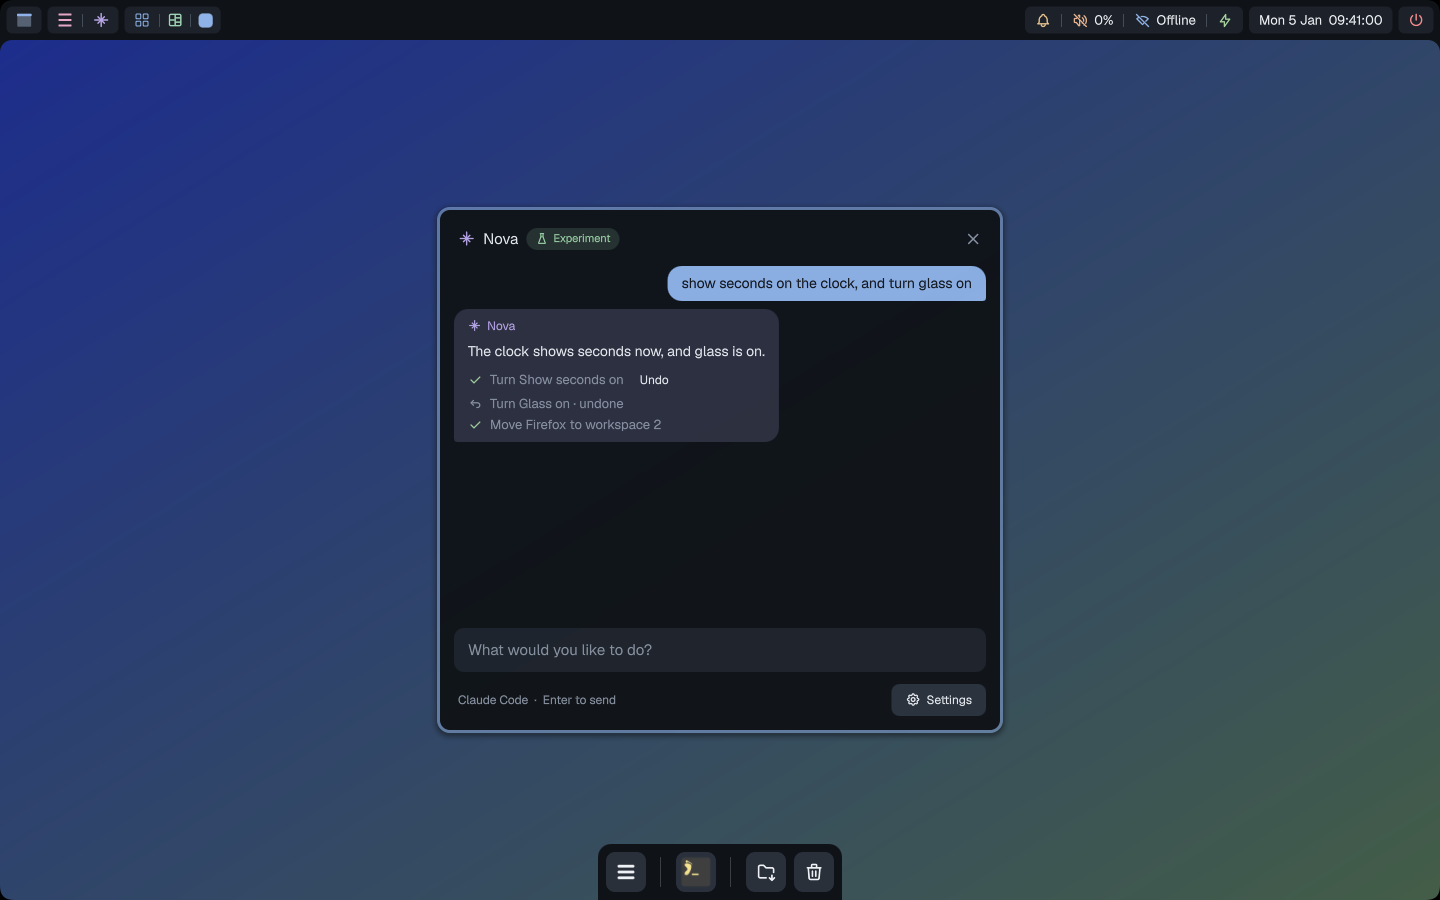 0%
Offline
Mon 5 Jan 09:41:00
Nova
Experiment
show seconds on the clock, and turn glass on
Nova
The clock shows seconds now, and glass is on.
Turn Show seconds on Undo
Turn Glass on · undone
Move Firefox to workspace 2
What would you like to do?
Claude Code · Enter to send
Settings